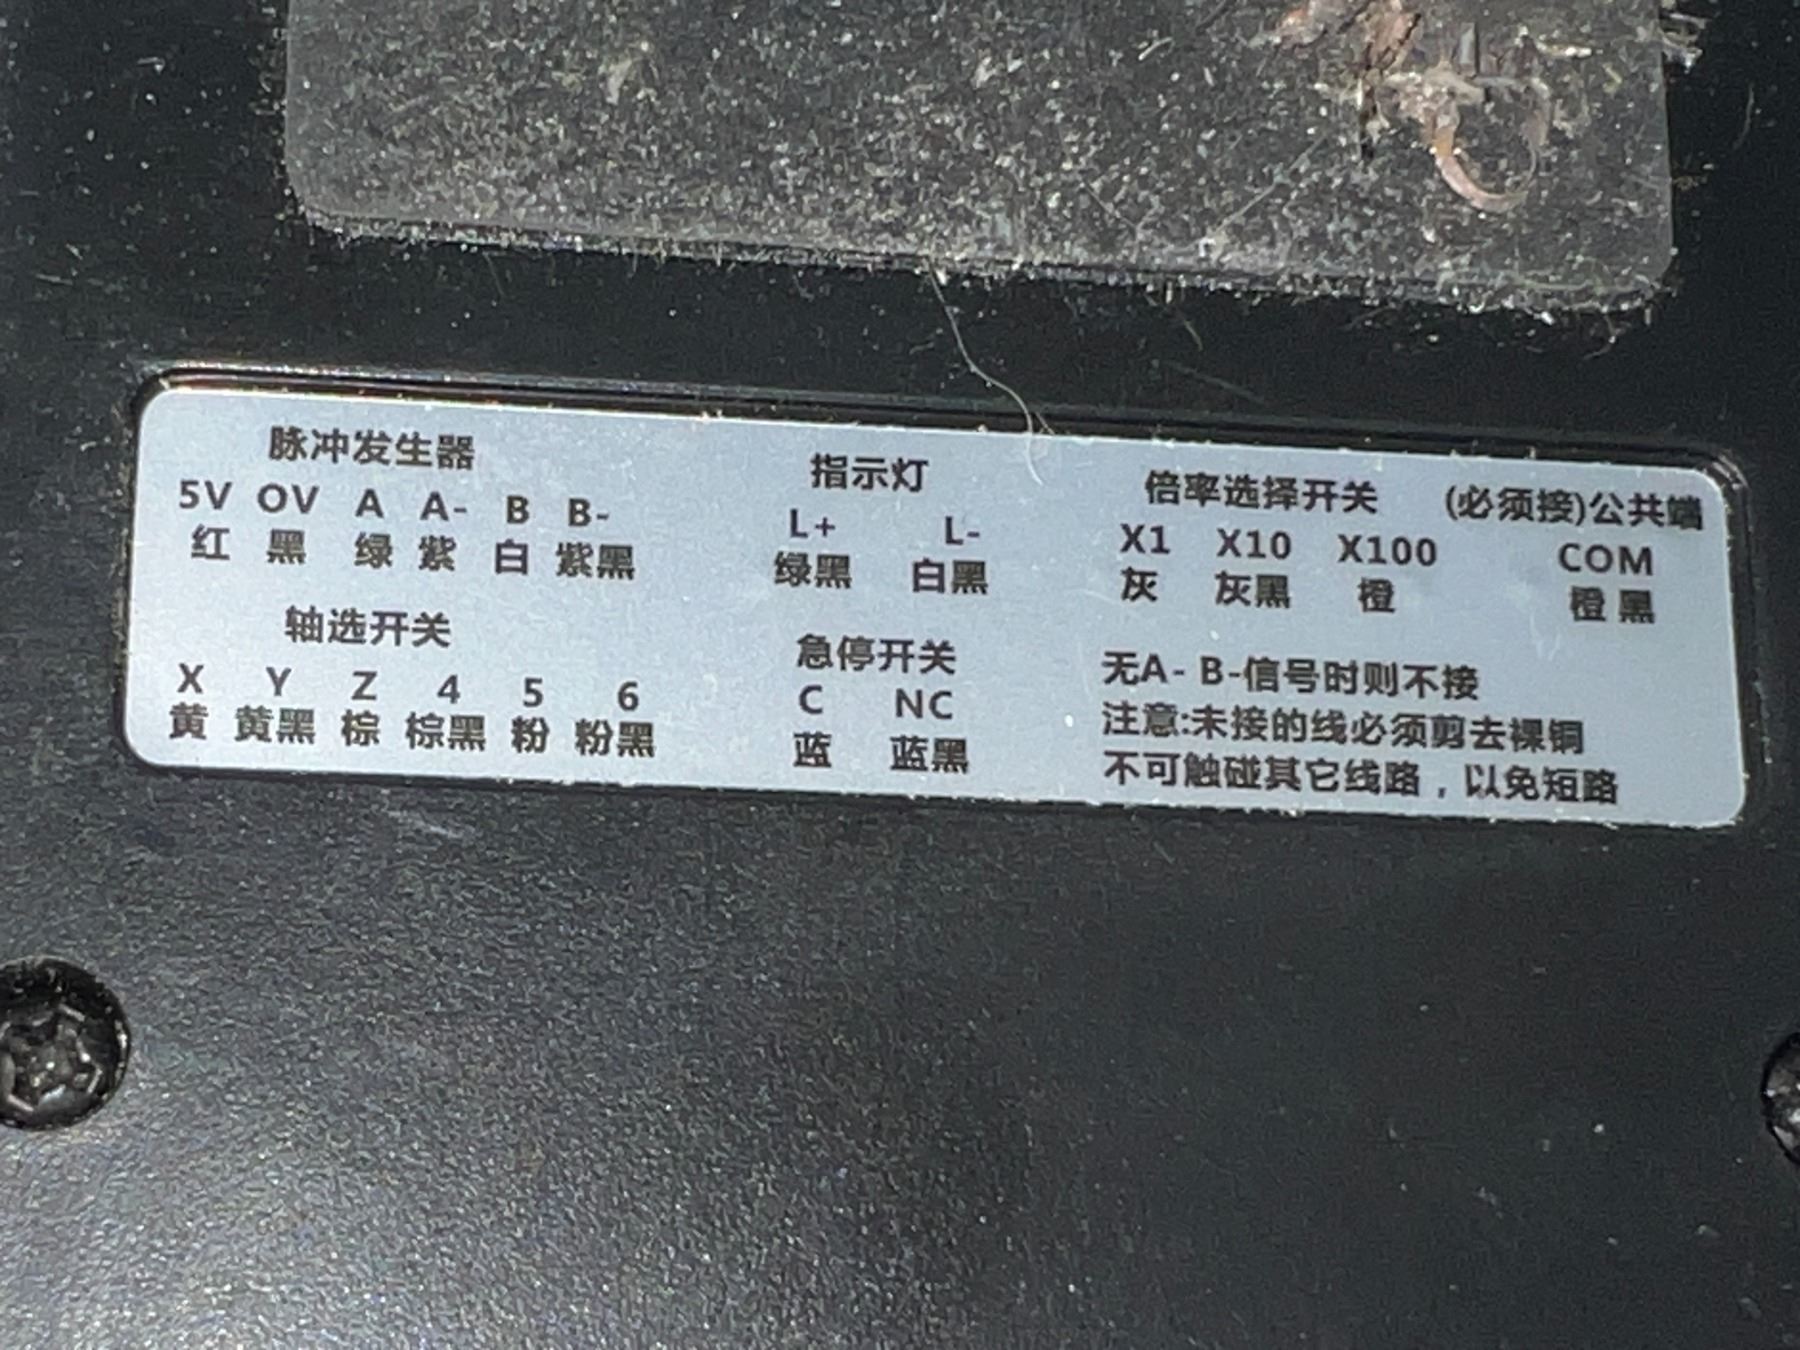 脉冲发生器
5V OV A A- B B-
红 黑 绿 紫 白 紫黑
轴选开关
X Y Z 4 5 6
黄 黄黑 棕 棕黑 粉 粉黑
指示灯
L+ L-
绿黑 白黑
急停开关
C NC
蓝 蓝黑
倍率选择开关 (必须接)公共端
X1 X10 X100 COM
灰 灰黑 橙 橙黑
无A- B-信号时则不接
注意:未接的线必须剪去裸铜
不可触碰其它线路，以免短路